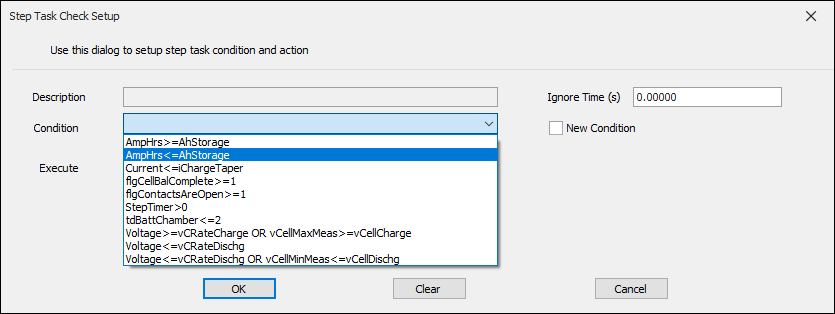 Step Task Check Setup
Use this dialog to setup step task condition and action
Description
Ignore Time (s) 0.00000
Condition
New Condition
AmpHrs>=AhStorage
AmpHrs<=AhStorage
Execute
Current<=iChargeTaper
flgCellBalComplete>=1
flgContactsAreOpen>=1
StepTimer>0
tdBattChamber<=2
Voltage>=vCRateCharge OR vCellMaxMeas>=vCellCharge
Voltage<=vCRateDischg
Voltage<=vCRateDischg OR vCellMinMeas<=vCellDischg
OK
Clear
Cancel